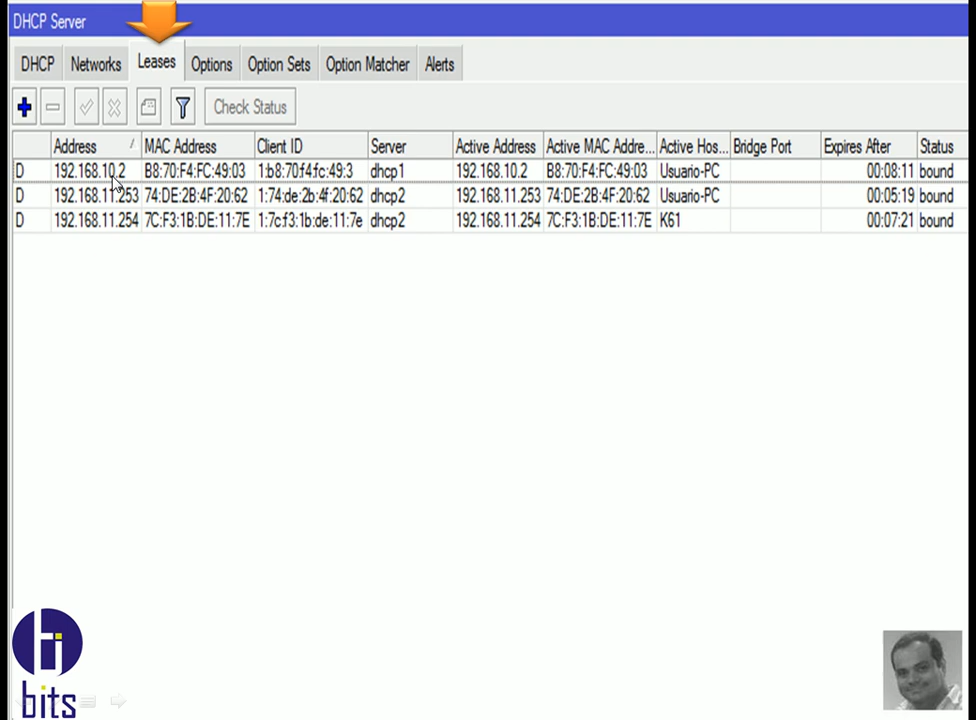 DHCP Server
DHCP Networks Leases Options Option Sets Option Matcher Alerts
Check Status
Address MAC Address Client ID Server Active Address Active MAC Addre... Active Hos... Bridge Port Expires After Status
D 192.168.10.2 B8:70:F4:FC:49:03 1:b8:70:f4:fc:49:3 dhcp1 192.168.10.2 B8:70:F4:FC:49:03 Usuario-PC 00:08:11 bound
D 192.168.11.253 74:DE:2B:4F:20:62 1:74:de:2b:4f:20:62 dhcp2 192.168.11.253 74:DE:2B:4F:20:62 Usuario-PC 00:05:19 bound
D 192.168.11.254 7C:F3:1B:DE:11:7E 1:7c:f3:1b:de:11:7e dhcp2 192.168.11.254 7C:F3:1B:DE:11:7E K61 00:07:21 bound
bits